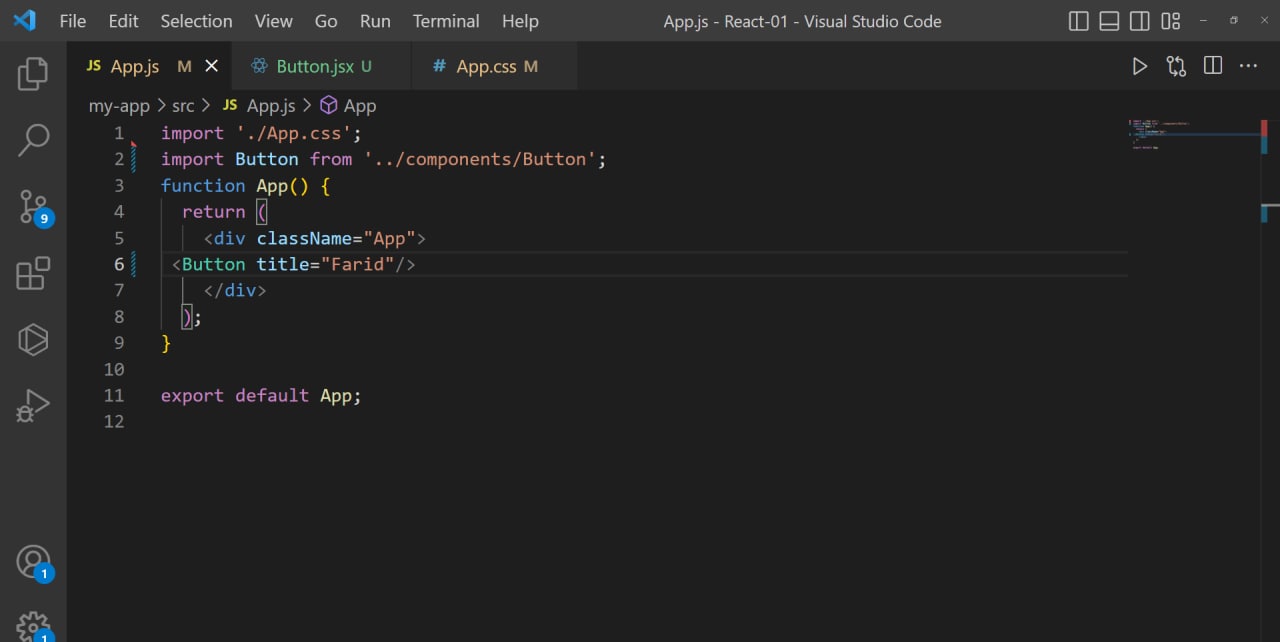 File Edit Selection View Go Run Terminal Help App.js - React-01 - Visual Studio Code
JS App.js M Button.jsx U # App.css M
my-app > src > JS App.js > App
1 import './App.css';
2 import Button from '../components/Button';
3 function App() {
4 return (
5 <div className="App">
6 <Button title="Farid"/>
7 </div>
8 );
9 }
10
11 export default App;
12
9
1
1